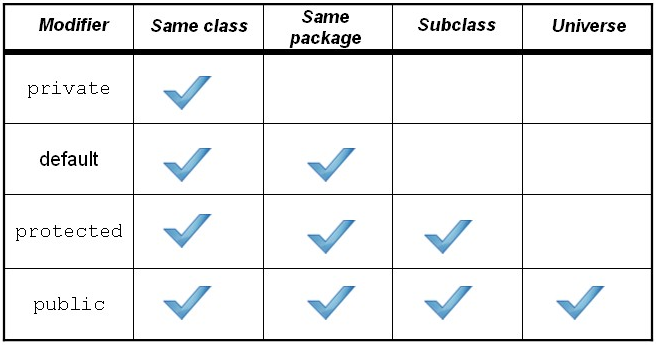 Modifier Same class Same package Subclass Universe
private
default
protected
public